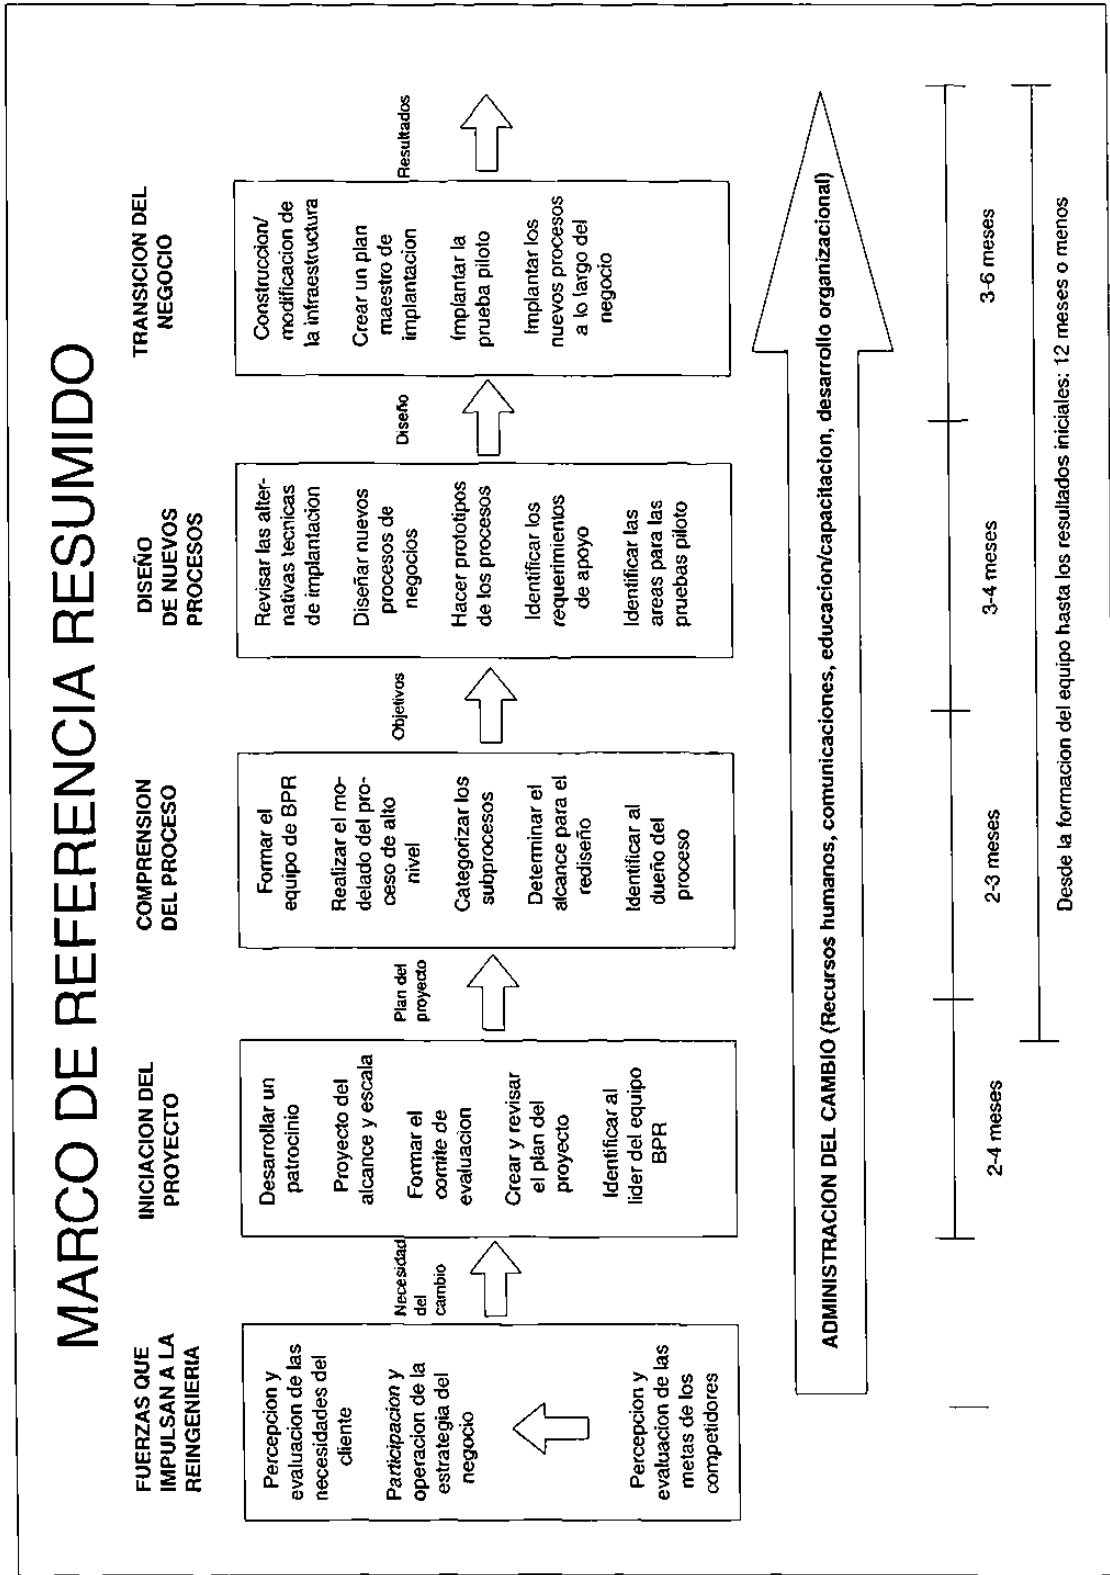 MARCO DE REFERENCIA RESUMIDO
FUERZAS QUE
IMPULSAN A LA
REINGENIERIA
Percepcion y
evaluacion de las
necesidades del
cliente
Participacion y
operacion de la
estrategia del
negocio
Percepcion y
evaluacion de las
metas de los
competidores
Necesidad
del
cambio
INICIACION DEL
PROYECTO
Desarrollar un
patrocinio
Proyecto del
alcance y escala
Formar el
comite de
evaluacion
Crear y revisar
el plan del
proyecto
Identificar al
lider del equipo
BPR
Plan del
proyecto
COMPRENSION
DEL PROCESO
Formar el
equipo de BPR
Realizar el mo-
delado del pro-
ceso de alto
nivel
Categorizar los
subprocesos
Determinar el
alcance para el
rediseño
Identificar al
dueño del
proceso
Objetivos
DISEÑO
DE NUEVOS
PROCESOS
Revisar las alter-
nativas tecnicas
de implantacion
Diseñar nuevos
procesos de
negocios
Hacer prototipos
de los procesos
Identificar los
requerimientos
de apoyo
Identificar las
areas para las
pruebas piloto
Diseño
TRANSICION DEL
NEGOCIO
Construccion/
modificacion de
la infraestructura
Crear un plan
maestro de
implantacion
Implantar la
prueba piloto
Implantar los
nuevos procesos
a lo largo del
negocio
Resultados
ADMINISTRACION DEL CAMBIO (Recursos humanos, comunicaciones, educacion/capacitacion, desarrollo organizacional)
2-4 meses
2-3 meses
3-4 meses
3-6 meses
Desde la formacion del equipo hasta los resultados iniciales: 12 meses o menos